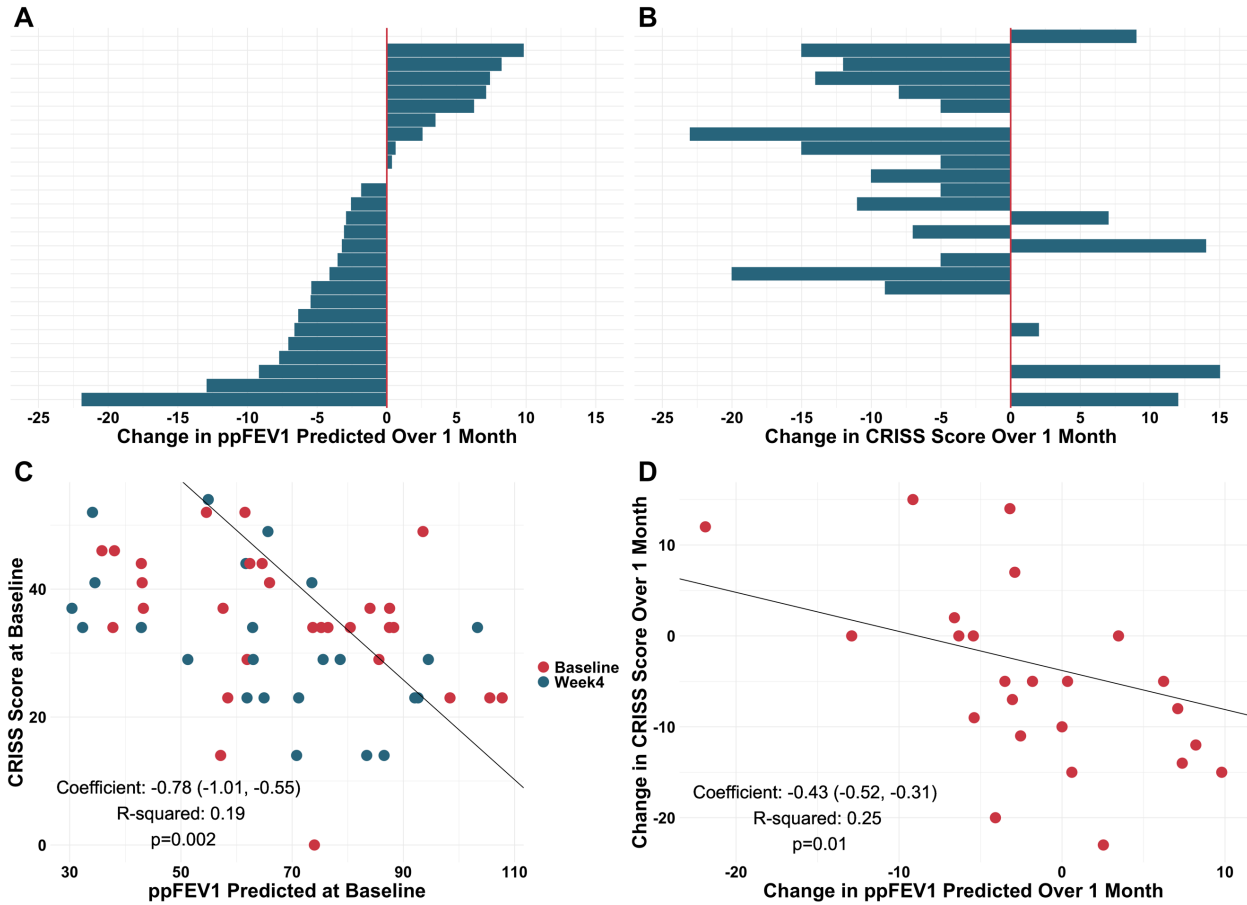 A
-25 -20 -15 -10 -5 0 5 10 15
Change in ppFEV1 Predicted Over 1 Month
B
-25 -20 -15 -10 -5 0 5 10 15
Change in CRISS Score Over 1 Month
C
CRISS Score at Baseline
40
20
0
Coefficient: -0.78 (-1.01, -0.55)
R-squared: 0.19
p=0.002
30 50 70 90 110
ppFEV1 Predicted at Baseline
Baseline
Week4
D
Change in CRISS Score Over 1 Month
10
0
-10
-20
Coefficient: -0.43 (-0.52, -0.31)
R-squared: 0.25
p=0.01
-20 -10 0 10
Change in ppFEV1 Predicted Over 1 Month